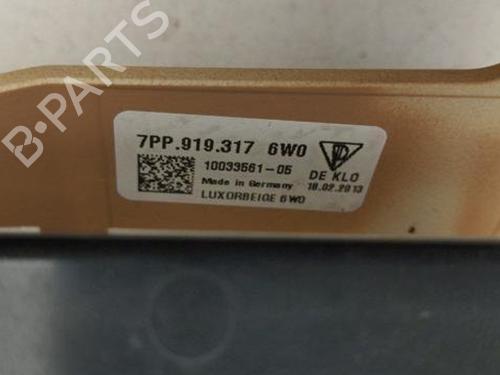 7PP.919.317 6W0
10033561-05
DE KLO
Made in Germany
18.02.2013
LUXORBEIGE 6W0
B-PARTS